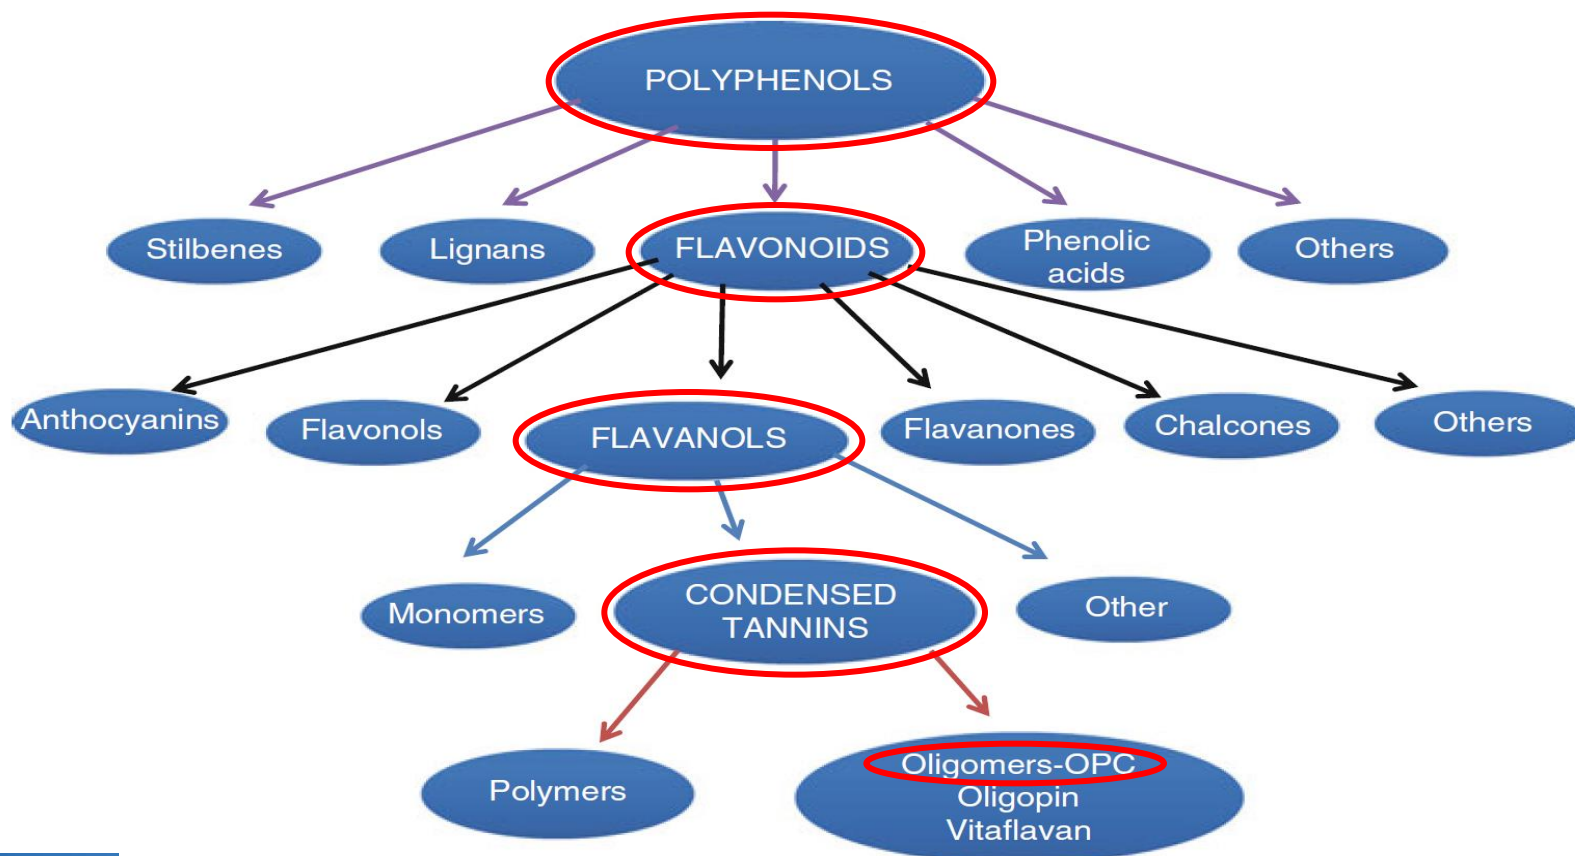 POLYPHENOLS
Stilbenes
Lignans
FLAVONOIDS
Phenolic
acids
Others
Anthocyanins
Flavonols
FLAVANOLS
Flavanones
Chalcones
Others
Monomers
CONDENSED
TANNINS
Other
Polymers
Oligomers-OPC
Oligopin
Vitaflavan